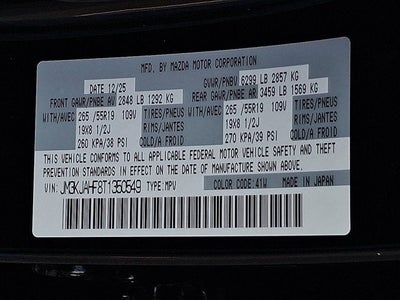 MFG. BY MAZDA MOTOR CORPORATION
DATE 12/25 GVWR/PNBV 6299 LB 2857 KG
FRONT GAWR/PNBE AV 2848 LB 1292 KG REAR GAWR/PNBE AR 3459 LB 1569 KG
WITH/AVEC 265 /55R19 109V TIRES/PNEUS WITH/AVEC 265 /55R19 109V TIRES/PNEUS
19X8 1/2J RIMS/JANTES 19X8 1/2J RIMS/JANTES
260 KPA/38 PSI COLD/A FROID 270 KPA/39 PSI COLD/A FROID
THIS VEHICLE CONFORMS TO ALL APPLICABLE FEDERAL MOTOR VEHICLE SAFETY AND THEFT
PREVENTION STANDARDS IN EFFECT ON THE DATE OF MANUFACTURE SHOWN ABOVE.
VIN: JM3KJAHF8T1350549 TYPE: MPV COLOR CODE: 41W MADE IN JAPAN